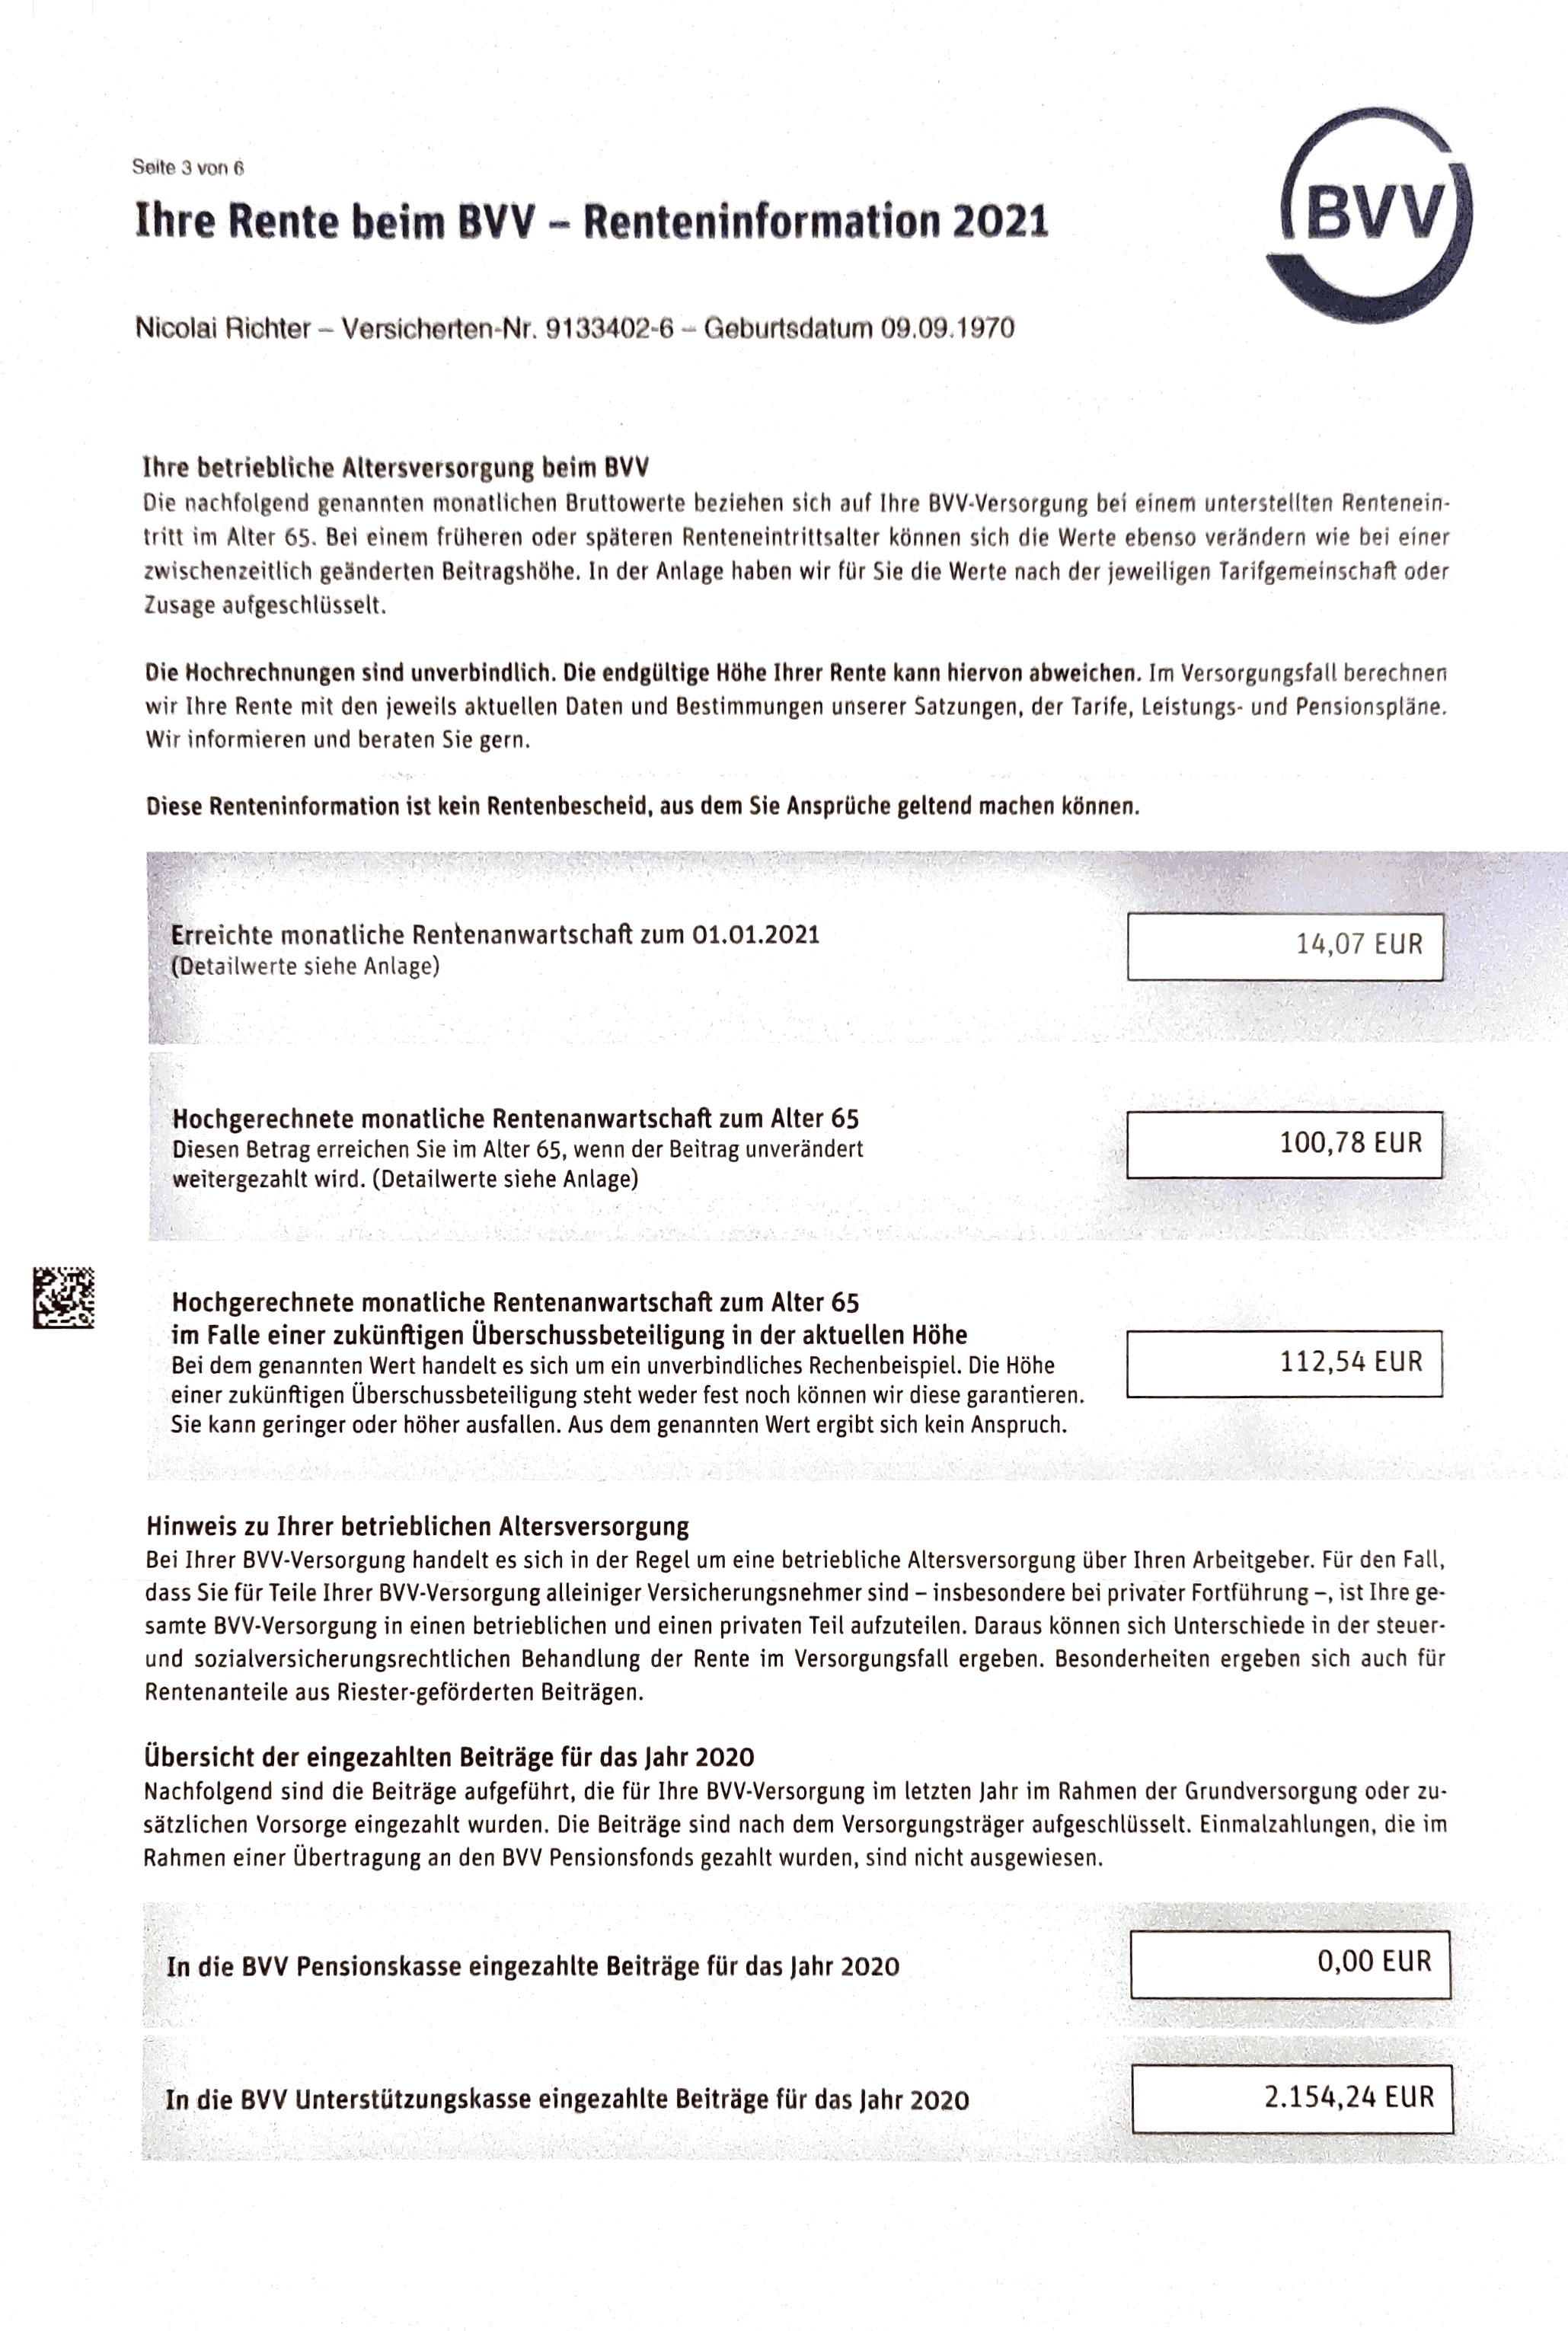 Seite 3 von 6
Ihre Rente beim BVV – Renteninformation 2021
BVV
Nicolai Richter – Versicherten-Nr. 9133402-6 – Geburtsdatum 09.09.1970
Ihre betriebliche Altersversorgung beim BVV
Die nachfolgend genannten monatlichen Bruttowerte beziehen sich auf Ihre BVV-Versorgung bei einem unterstellten Rentenein-
tritt im Alter 65. Bei einem früheren oder späteren Renteneintrittsalter können sich die Werte ebenso verändern wie bei einer
zwischenzeitlich geänderten Beitragshöhe. In der Anlage haben wir für Sie die Werte nach der jeweiligen Tarifgemeinschaft oder
Zusage aufgeschlüsselt.
Die Hochrechnungen sind unverbindlich. Die endgültige Höhe Ihrer Rente kann hiervon abweichen. Im Versorgungsfall berechnen
wir Ihre Rente mit den jeweils aktuellen Daten und Bestimmungen unserer Satzungen, der Tarife, Leistungs- und Pensionspläne.
Wir informieren und beraten Sie gern.
Diese Renteninformation ist kein Rentenbescheid, aus dem Sie Ansprüche geltend machen können.
Erreichte monatliche Rentenanwartschaft zum 01.01.2021
(Detailwerte siehe Anlage)
14,07 EUR
Hochgerechnete monatliche Rentenanwartschaft zum Alter 65
Diesen Betrag erreichen Sie im Alter 65, wenn der Beitrag unverändert
weitergezahlt wird. (Detailwerte siehe Anlage)
100,78 EUR
Hochgerechnete monatliche Rentenanwartschaft zum Alter 65
im Falle einer zukünftigen Überschussbeteiligung in der aktuellen Höhe
Bei dem genannten Wert handelt es sich um ein unverbindliches Rechenbeispiel. Die Höhe
einer zukünftigen Überschussbeteiligung steht weder fest noch können wir diese garantieren.
Sie kann geringer oder höher ausfallen. Aus dem genannten Wert ergibt sich kein Anspruch.
112,54 EUR
Hinweis zu Ihrer betrieblichen Altersversorgung
Bei Ihrer BVV-Versorgung handelt es sich in der Regel um eine betriebliche Altersversorgung über Ihren Arbeitgeber. Für den Fall,
dass Sie für Teile Ihrer BVV-Versorgung alleiniger Versicherungsnehmer sind – insbesondere bei privater Fortführung –, ist Ihre ge-
samte BVV-Versorgung in einen betrieblichen und einen privaten Teil aufzuteilen. Daraus können sich Unterschiede in der steuer-
und sozialversicherungsrechtlichen Behandlung der Rente im Versorgungsfall ergeben. Besonderheiten ergeben sich auch für
Rentenanteile aus Riester-geförderten Beiträgen.
Übersicht der eingezahlten Beiträge für das Jahr 2020
Nachfolgend sind die Beiträge aufgeführt, die für Ihre BVV-Versorgung im letzten Jahr im Rahmen der Grundversorgung oder zu-
sätzlichen Vorsorge eingezahlt wurden. Die Beiträge sind nach dem Versorgungsträger aufgeschlüsselt. Einmalzahlungen, die im
Rahmen einer Übertragung an den BVV Pensionsfonds gezahlt wurden, sind nicht ausgewiesen.
In die BVV Pensionskasse eingezahlte Beiträge für das Jahr 2020
0,00 EUR
In die BVV Unterstützungskasse eingezahlte Beiträge für das Jahr 2020
2.154,24 EUR